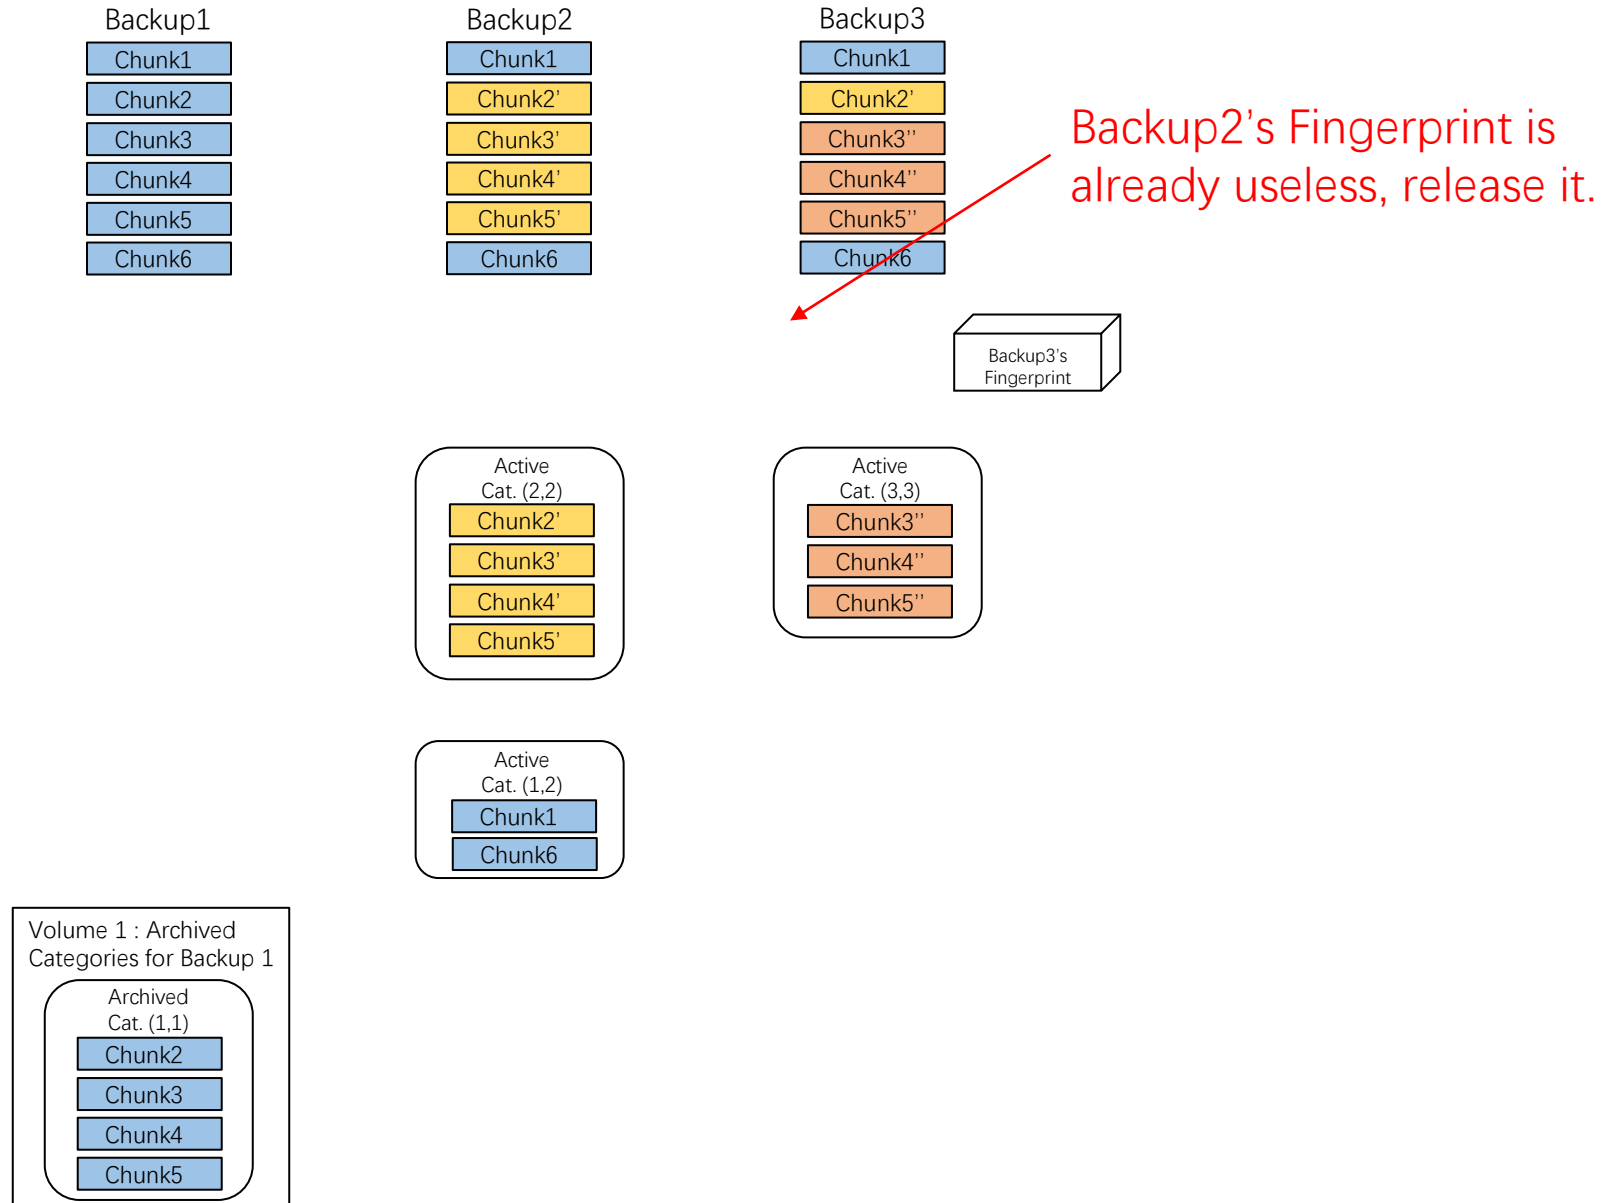 Backup1
Chunk1
Chunk2
Chunk3
Chunk4
Chunk5
Chunk6
Backup2
Chunk1
Chunk2'
Chunk3'
Chunk4'
Chunk5'
Chunk6
Backup3
Chunk1
Chunk2'
Chunk3''
Chunk4''
Chunk5''
Chunk6
Backup2’s Fingerprint is
already useless, release it.
Backup3's
Fingerprint
Active
Cat. (2,2)
Chunk2'
Chunk3'
Chunk4'
Chunk5'
Active
Cat. (3,3)
Chunk3''
Chunk4''
Chunk5''
Active
Cat. (1,2)
Chunk1
Chunk6
Volume 1 : Archived
Categories for Backup 1
Archived
Cat. (1,1)
Chunk2
Chunk3
Chunk4
Chunk5